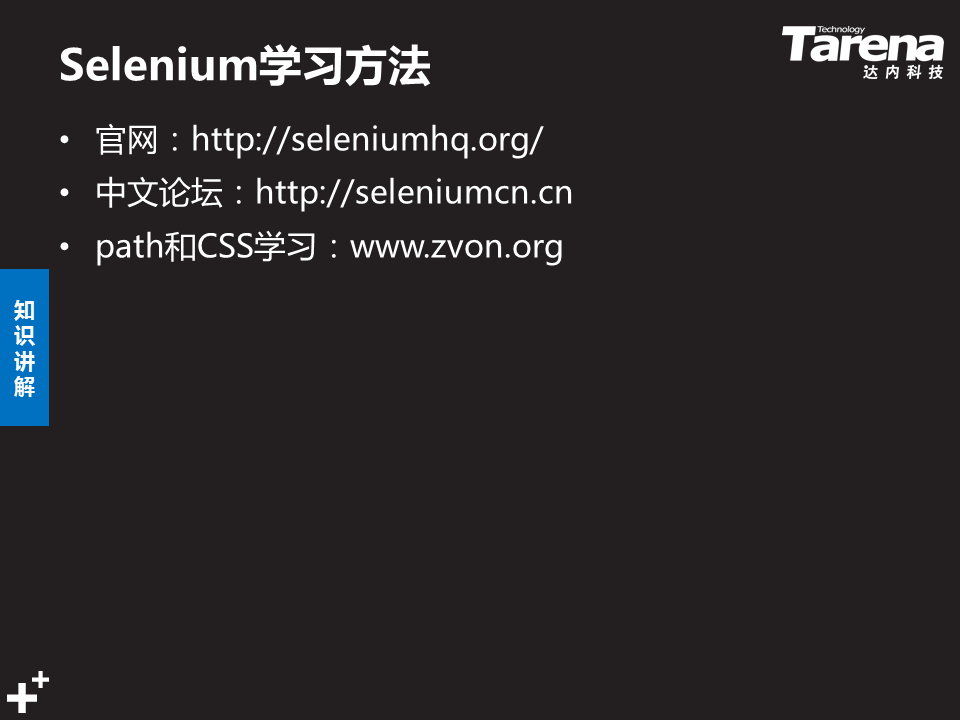 Selenium学习方法
Technology
Tarena
达内科技
• 官网：http://seleniumhq.org/
• 中文论坛：http://seleniumcn.cn
• path和CSS学习：www.zvon.org
知
识
讲
解